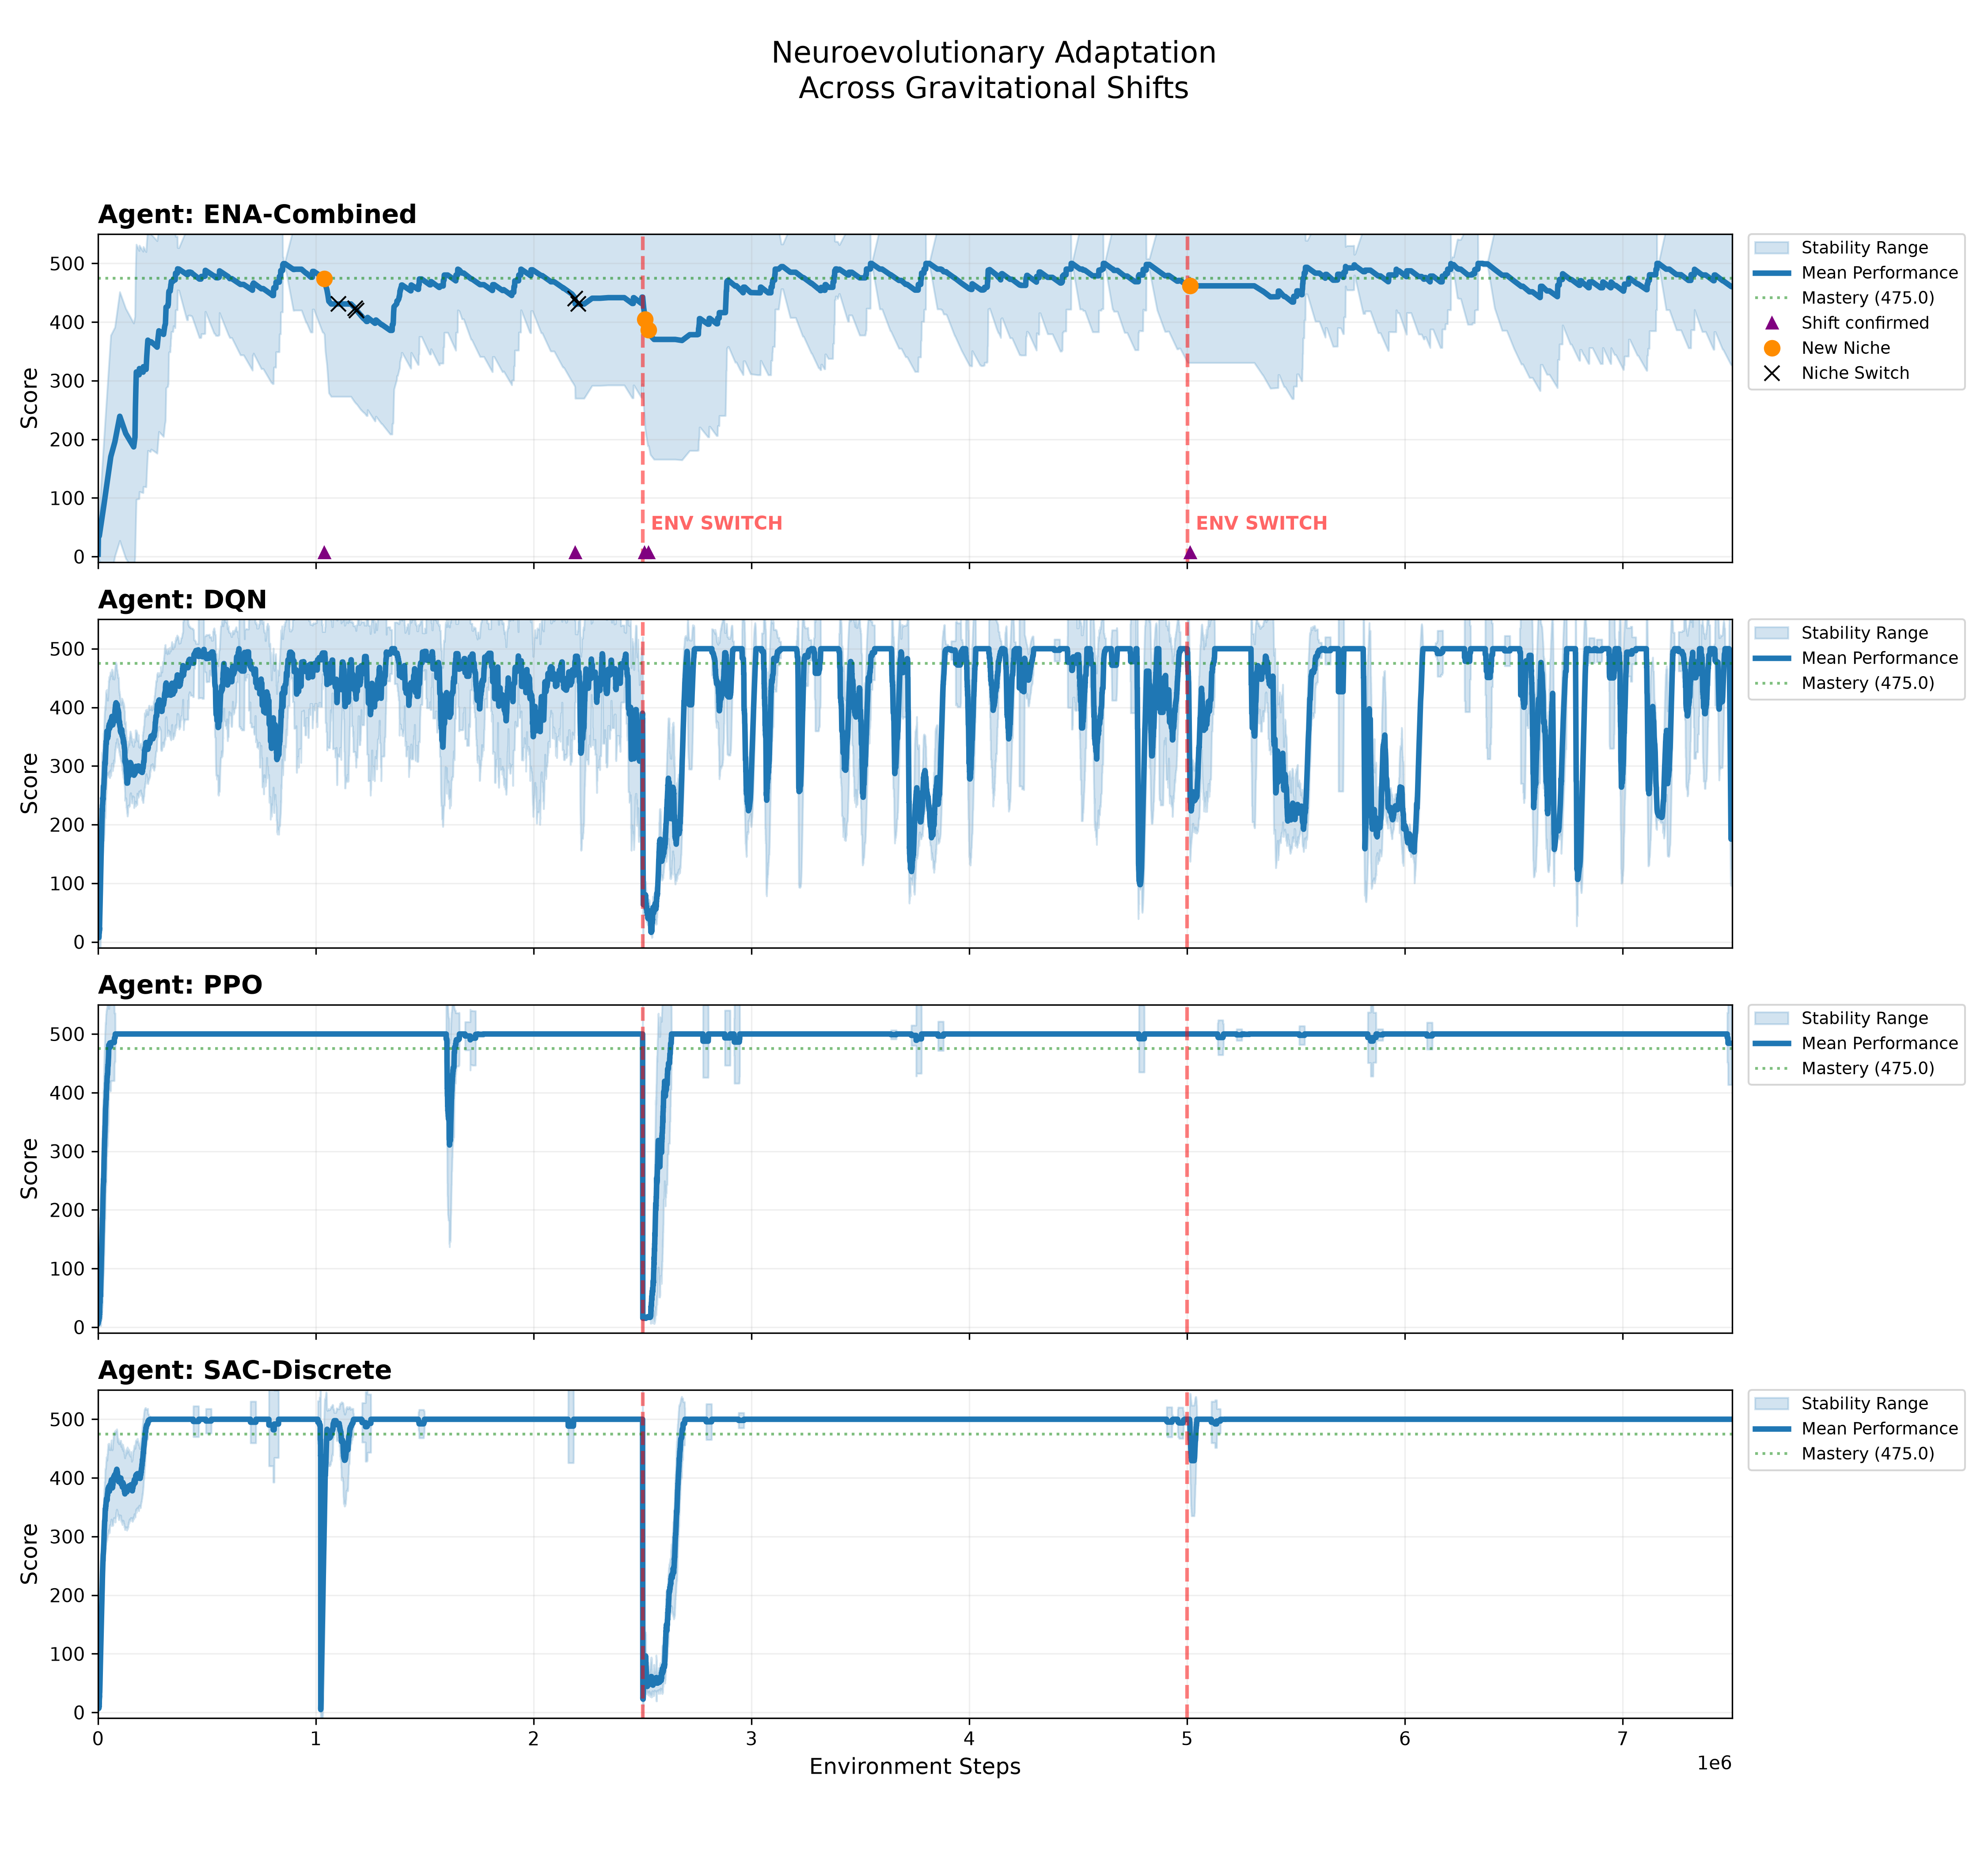 Neuroevolutionary Adaptation
Across Gravitational Shifts
Agent: ENA-Combined
500
400
300
200
100
0
Score
ENV SWITCH
ENV SWITCH
Stability Range
Mean Performance
Mastery (475.0)
Shift confirmed
New Niche
Niche Switch
Agent: DQN
500
400
300
200
100
0
Score
Stability Range
Mean Performance
Mastery (475.0)
Agent: PPO
500
400
300
200
100
0
Score
Stability Range
Mean Performance
Mastery (475.0)
Agent: SAC-Discrete
500
400
300
200
100
0
Score
Stability Range
Mean Performance
Mastery (475.0)
0 1 2 3 4 5 6 7
1e6
Environment Steps